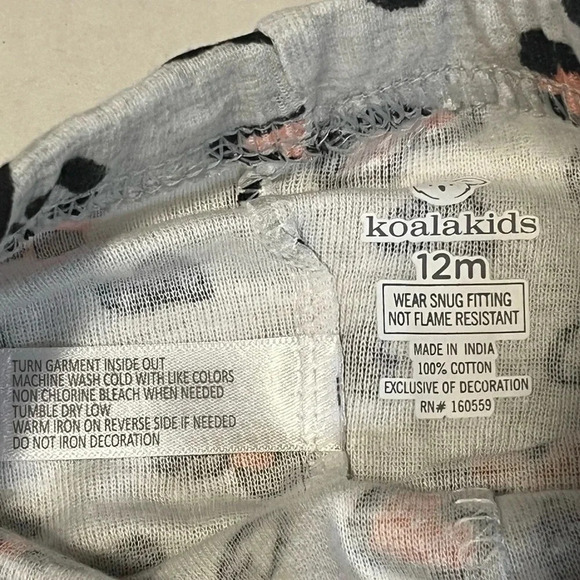 koalakids
12m
WEAR SNUG FITTING
NOT FLAME RESISTANT
MADE IN INDIA
100% COTTON
EXCLUSIVE OF DECORATION
RN# 160559
TURN GARMENT INSIDE OUT
MACHINE WASH COLD WITH LIKE COLORS
NON CHLORINE BLEACH WHEN NEEDED
TUMBLE DRY LOW
WARM IRON ON REVERSE SIDE IF NEEDED
DO NOT IRON DECORATION